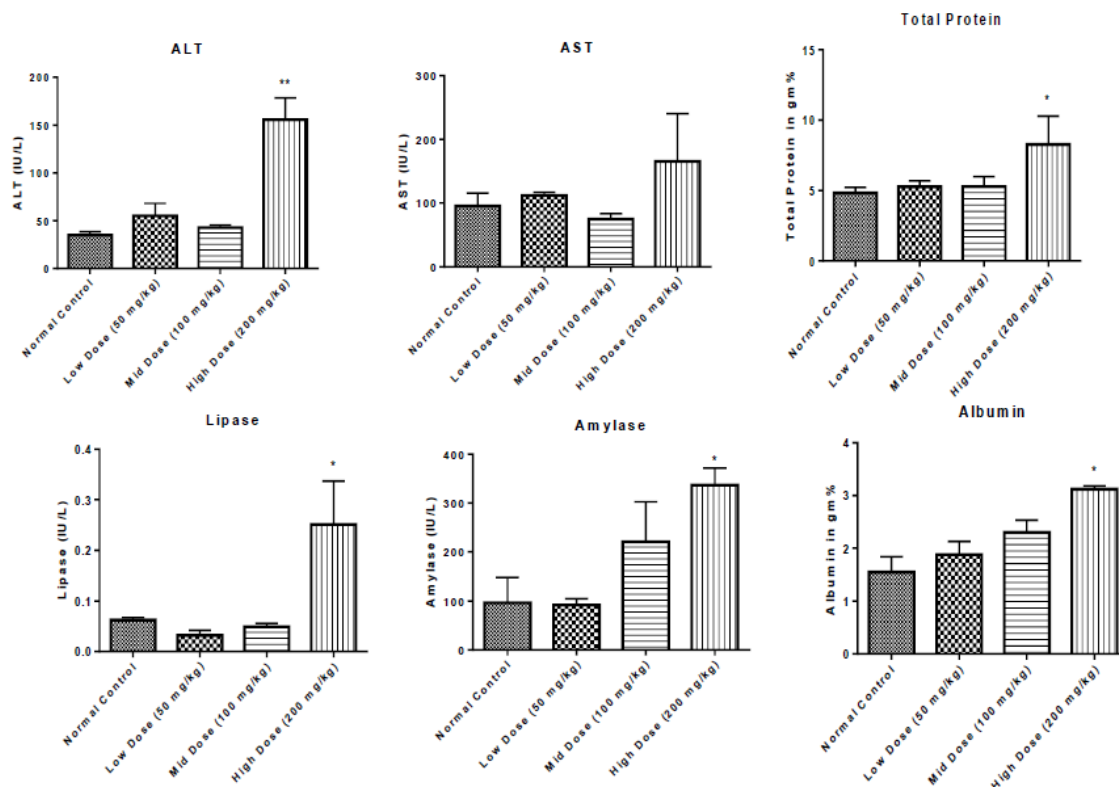 ALT
ALT (IU/L)
200
150
100
50
0
**
Normal Control
Low Dose (50 mg/kg)
Mid Dose (100 mg/kg)
High Dose (200 mg/kg)
AST
AST (IU/L)
300
200
100
0
Normal Control
Low Dose (50 mg/kg)
Mid Dose (100 mg/kg)
High Dose (200 mg/kg)
Total Protein
Total Protein in gm%
15
10
5
0
*
Normal Control
Low Dose (50 mg/kg)
Mid Dose (100 mg/kg)
High Dose (200 mg/kg)
Lipase
Lipase (IU/L)
0.4
0.3
0.2
0.1
0.0
*
Normal Control
Low Dose (50 mg/kg)
Mid Dose (100 mg/kg)
High Dose (200 mg/kg)
Amylase
Amylase (IU/L)
400
300
200
100
0
*
Normal Control
Low Dose (50 mg/kg)
Mid Dose (100 mg/kg)
High Dose (200 mg/kg)
Albumin
Albumin in gm%
4
3
2
1
0
*
Normal Control
Low Dose (50 mg/kg)
Mid Dose (100 mg/kg)
High Dose (200 mg/kg)